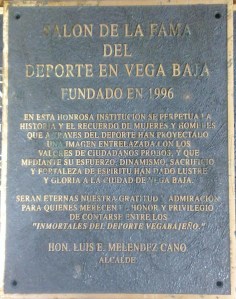 SALON DE LA FAMA
DEL
DEPORTE EN VEGA BAJA
FUNDADO EN 1996
EN ESTA HONROSA INSTITUCION SE PERPETUA LA
HISTORIA Y EL RECUERDO DE MUJERES Y HOMBRES
QUE A TRAVES DEL DEPORTE HAN PROYECTADO
UNA IMAGEN ENTRELAZADA CON LOS
VALORES DE CIUDADANOS PROBOS, Y QUE
MEDIANTE SU ESFUERZO, DINAMISMO, SACRIFICIO
Y FORTALEZA DE ESPIRITU HAN DADO LUSTRE
Y GLORIA A LA CIUDAD DE VEGA BAJA.
SERAN ETERNAS NUESTRA GRATITUD Y ADMIRACION
PARA QUIENES MERECEN EL HONOR Y PRIVILEGIO
DE CONTARSE ENTRE LOS
"INMORTALES DEL DEPORTE VEGABAJEÑO."
HON. LUIS E. MELENDEZ CANO
ALCALDE